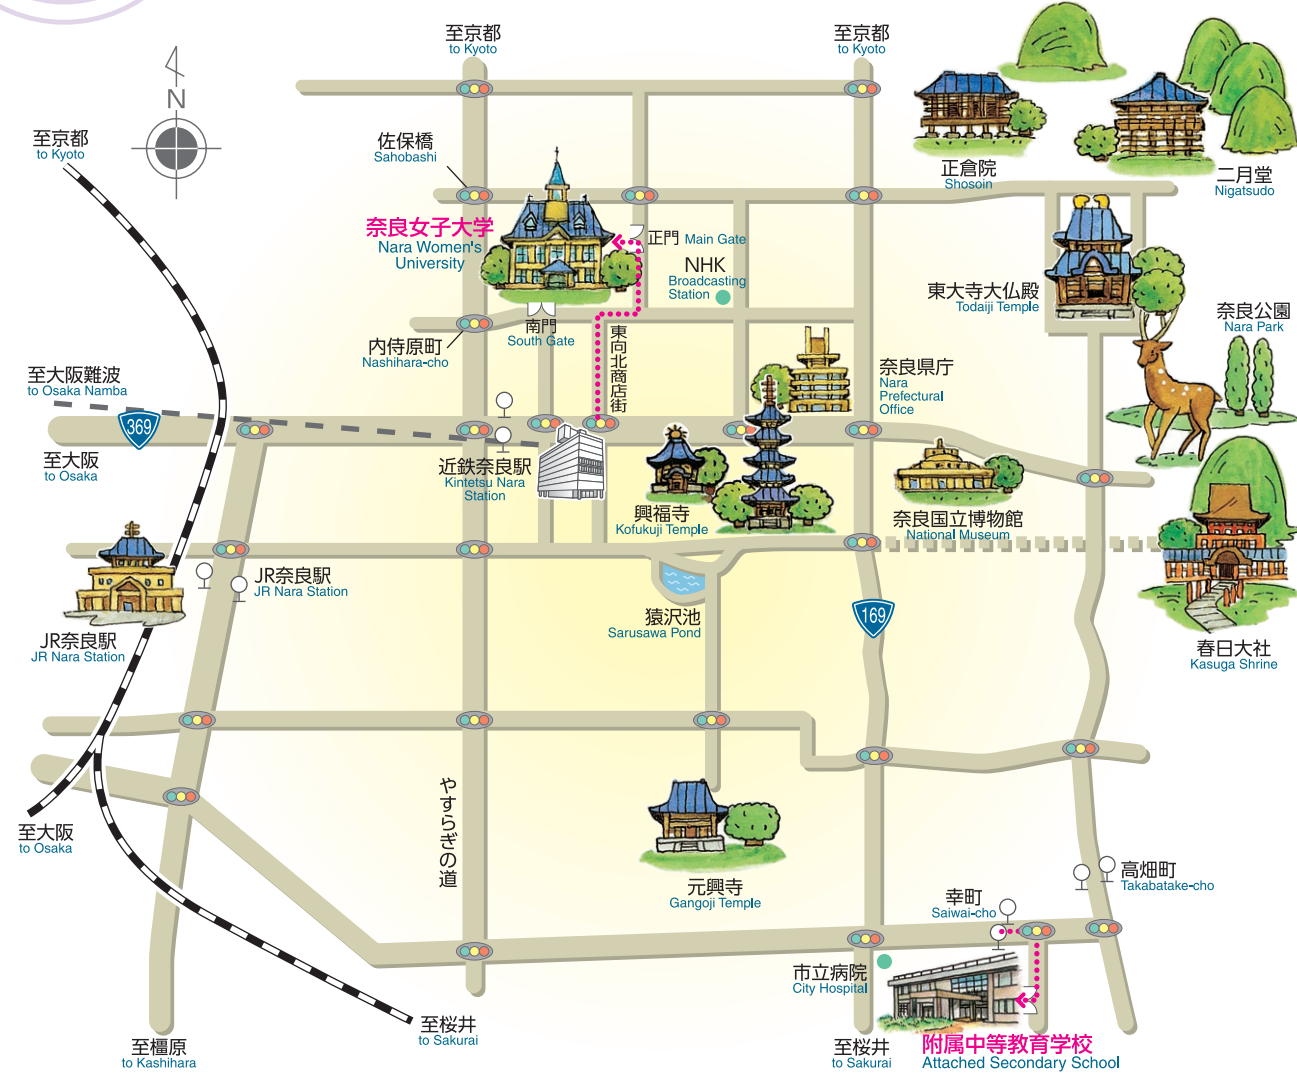 至京都
to Kyoto
至京都
to Kyoto
N
至京都
to Kyoto
佐保橋
Sahobashi
正倉院
Shosoin
二月堂
Nigatsudo
奈良女子大学
Nara Women's
University
正門 Main Gate
NHK
Broadcasting
Station
東大寺大仏殿
Todaiji Temple
奈良公園
Nara Park
南門
South Gate
内侍原町
Nashihara-cho
東向北商店街
奈良県庁
Nara
Prefectural
Office
至大阪難波
to Osaka Namba
369
至大阪
to Osaka
近鉄奈良駅
Kintetsu Nara
Station
興福寺
Kofukuji Temple
奈良国立博物館
National Museum
JR奈良駅
JR Nara Station
JR奈良駅
JR Nara Station
猿沢池
Sarusawa Pond
169
春日大社
Kasuga Shrine
やすらぎの道
至大阪
to Osaka
元興寺
Gangoji Temple
高畑町
Takabatake-cho
幸町
Saiwai-cho
市立病院
City Hospital
至橿原
to Kashihara
至桜井
to Sakurai
至桜井
to Sakurai
附属中等教育学校
Attached Secondary School